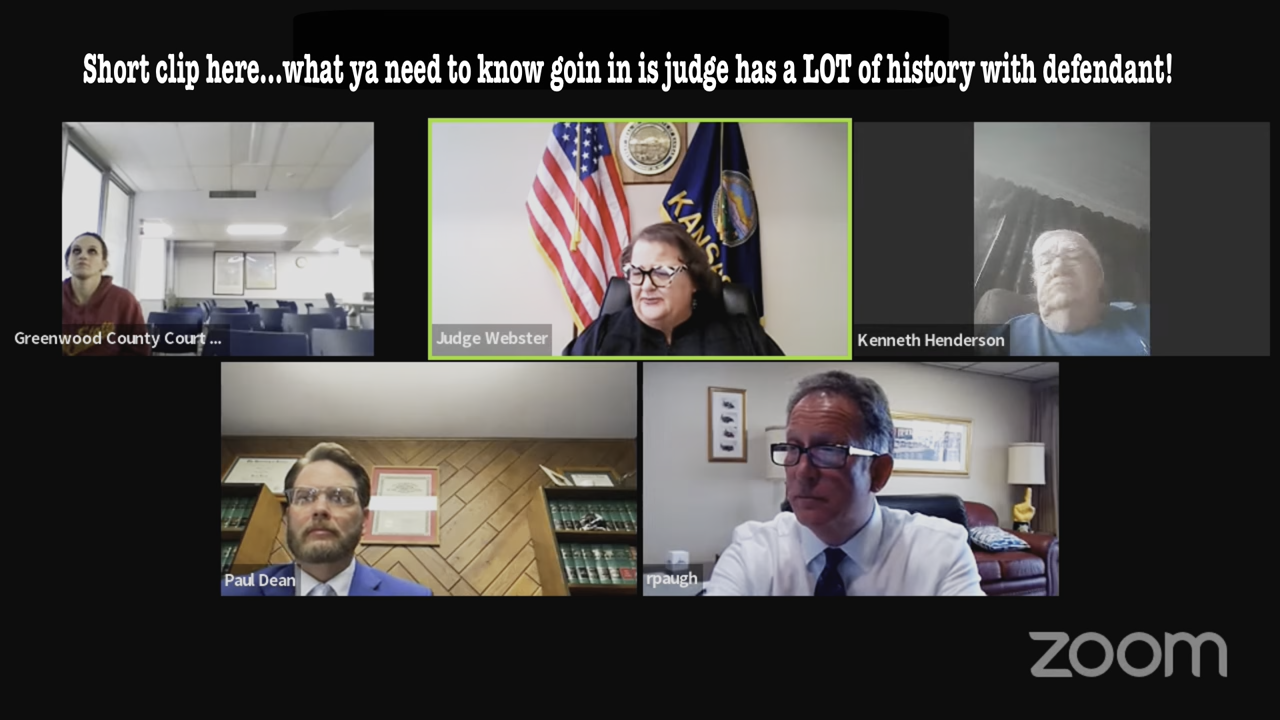 Short clip here...what ya need to know goin in is judge has a LOT of history with defendant!
KANSAS
Greenwood County Court ...
Judge Webster
Kenneth Henderson
Paul Dean
rpaugh
zoom